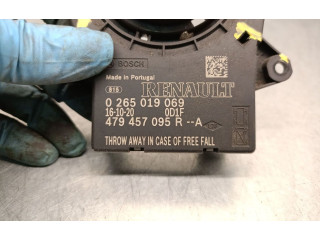 BOSCH
Made in Portugal
RENAULT
0 265 019 069
16-10-20 0D1F
479 457 095 R --A
THROW AWAY IN CASE OF FREE FALL